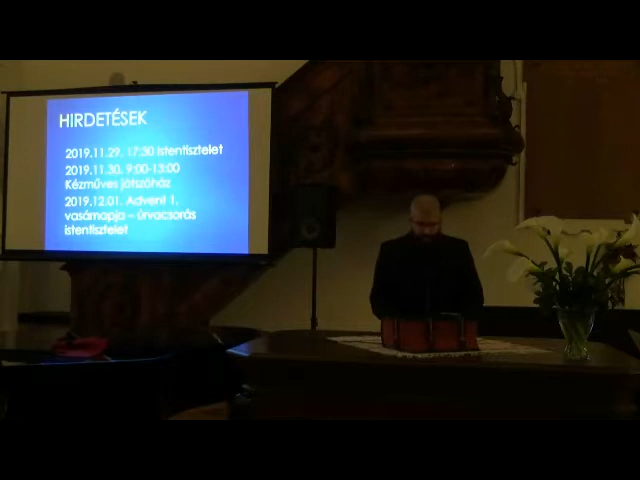 HIRDETÉSEK
2019.11.29. 17:30 istentisztelet
2019.11.30. 9:00-13:00
Kézműves játszóház
2019.12.01. Advent 1.
vasárnapja – úrvacsorás
istentisztelet